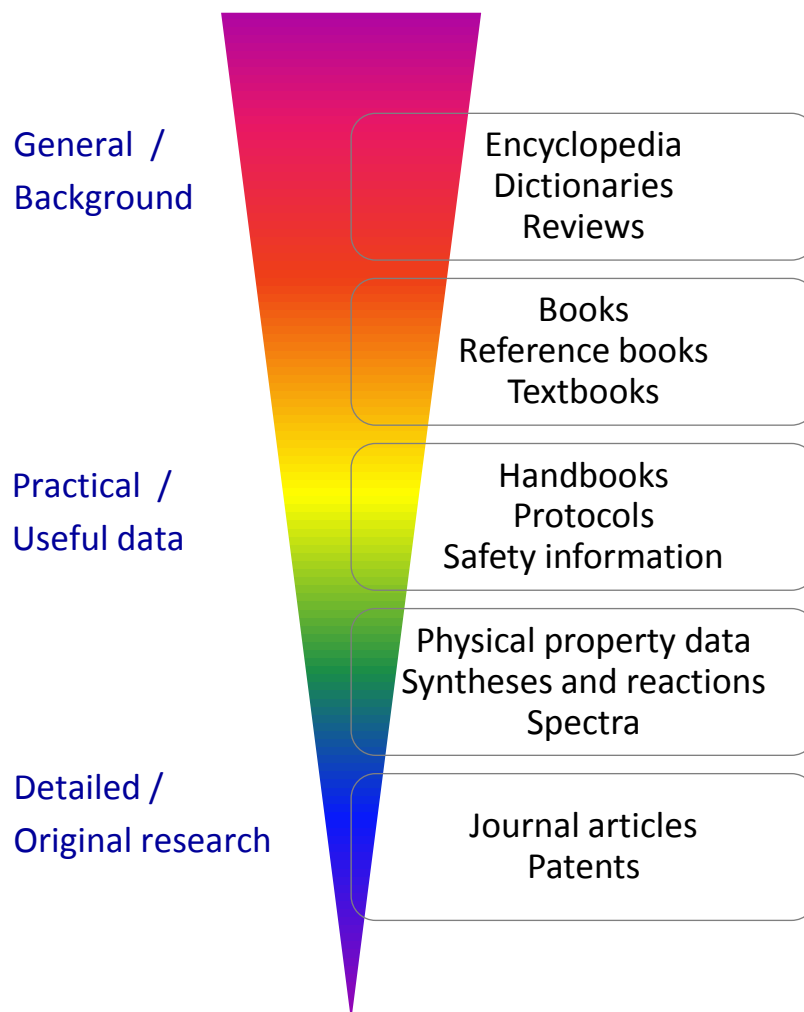 General /
Background
Encyclopedia
Dictionaries
Reviews
Books
Reference books
Textbooks
Practical /
Useful data
Handbooks
Protocols
Safety information
Physical property data
Syntheses and reactions
Spectra
Detailed /
Original research
Journal articles
Patents